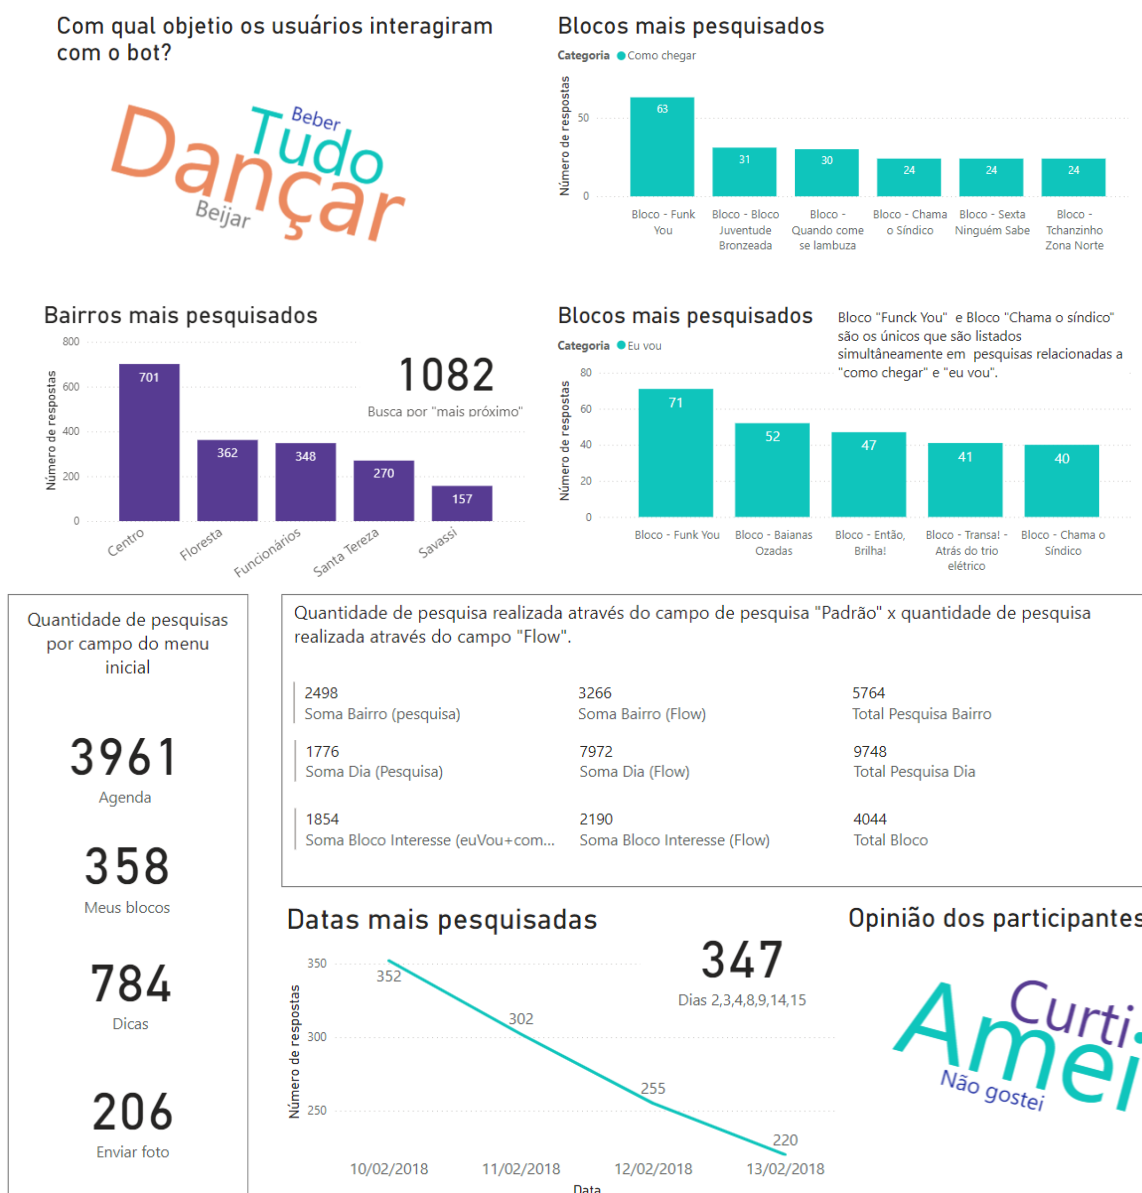 Com qual objetio os usuários interagiram
com o bot?
Beber
Tudo
Dançar
Beijar
Blocos mais pesquisados
Categoria Como chegar
Número de respostas
50
0
63
31
30
24
24
24
Bloco - Funk
You
Bloco - Bloco
Juventude
Bronzeada
Bloco -
Quando come
se lambuza
Bloco - Chama
o Síndico
Bloco - Sexta
Ninguém Sabe
Bloco -
Tchanzinho
Zona Norte
Bairros mais pesquisados
Número de respostas
800
600
400
200
0
701
362
348
270
157
Centro
Floresta
Funcionários
Santa Tereza
Savassi
1082
Busca por "mais próximo"
Blocos mais pesquisados
Categoria Eu vou
Bloco "Funck You" e Bloco "Chama o síndico"
são os únicos que são listados
simultâneamente em pesquisas relacionadas a
"como chegar" e "eu vou".
Número de respostas
80
60
40
20
0
71
52
47
41
40
Bloco - Funk You
Bloco - Baianas
Ozadas
Bloco - Então,
Brilha!
Bloco - Transa! -
Atrás do trio
elétrico
Bloco - Chama o
Síndico
Quantidade de pesquisas
por campo do menu
inicial
3961
Agenda
358
Meus blocos
784
Dicas
206
Enviar foto
Quantidade de pesquisa realizada através do campo de pesquisa "Padrão" x quantidade de pesquisa
realizada através do campo "Flow".
2498
Soma Bairro (pesquisa)
3266
Soma Bairro (Flow)
5764
Total Pesquisa Bairro
1776
Soma Dia (Pesquisa)
7972
Soma Dia (Flow)
9748
Total Pesquisa Dia
1854
Soma Bloco Interesse (euVou+com...
2190
Soma Bloco Interesse (Flow)
4044
Total Bloco
Datas mais pesquisadas
347
Dias 2,3,4,8,9,14,15
Número de respostas
350
300
250
352
302
255
220
10/02/2018
11/02/2018
12/02/2018
13/02/2018
Data
Opinião dos participantes
Curti
Amei
Não gostei